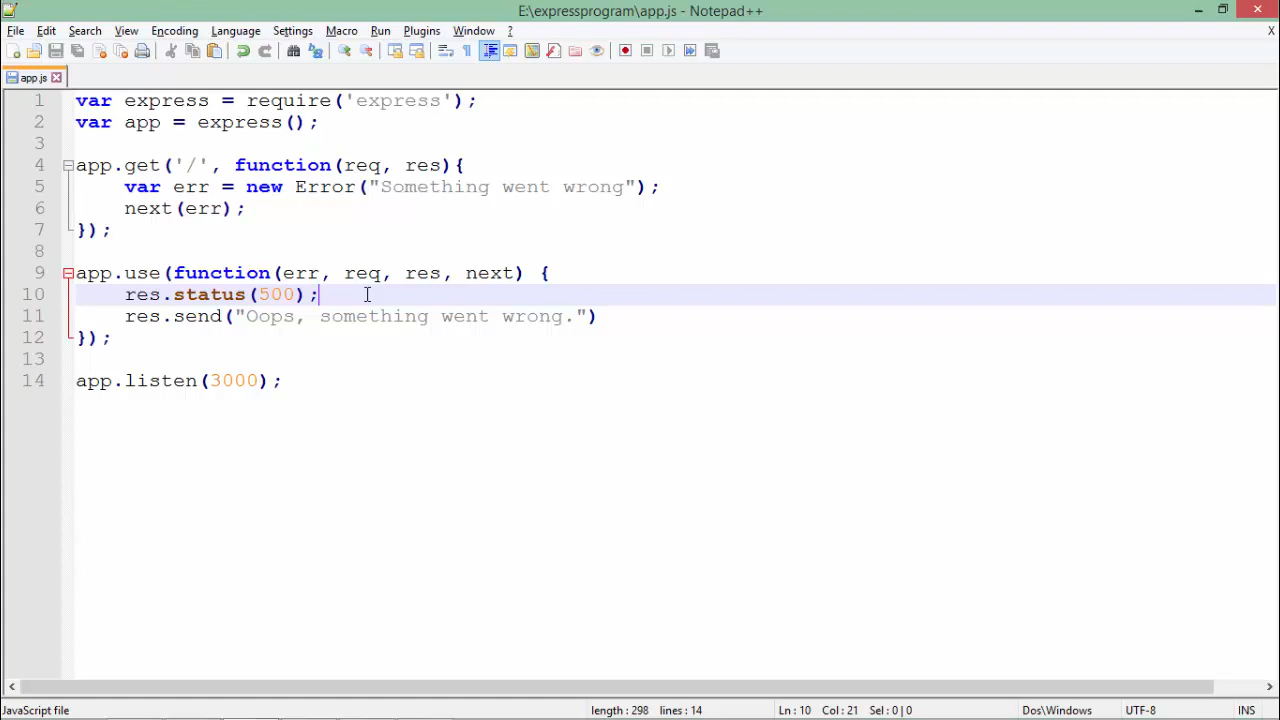 E:\expressprogram\app.js - Notepad++
File Edit Search View Encoding Language Settings Macro Run Plugins Window ? X
app.js
1 var express = require('express');
2 var app = express();
3
4 app.get('/', function(req, res){
5 var err = new Error("Something went wrong");
6 next(err);
7 });
8
9 app.use(function(err, req, res, next) {
10 res.status(500);
11 res.send("Oops, something went wrong.")
12 });
13
14 app.listen(3000);
JavaScript file length : 298 lines : 14 Ln : 10 Col : 21 Sel : 0 | 0 Dos\Windows UTF-8 INS